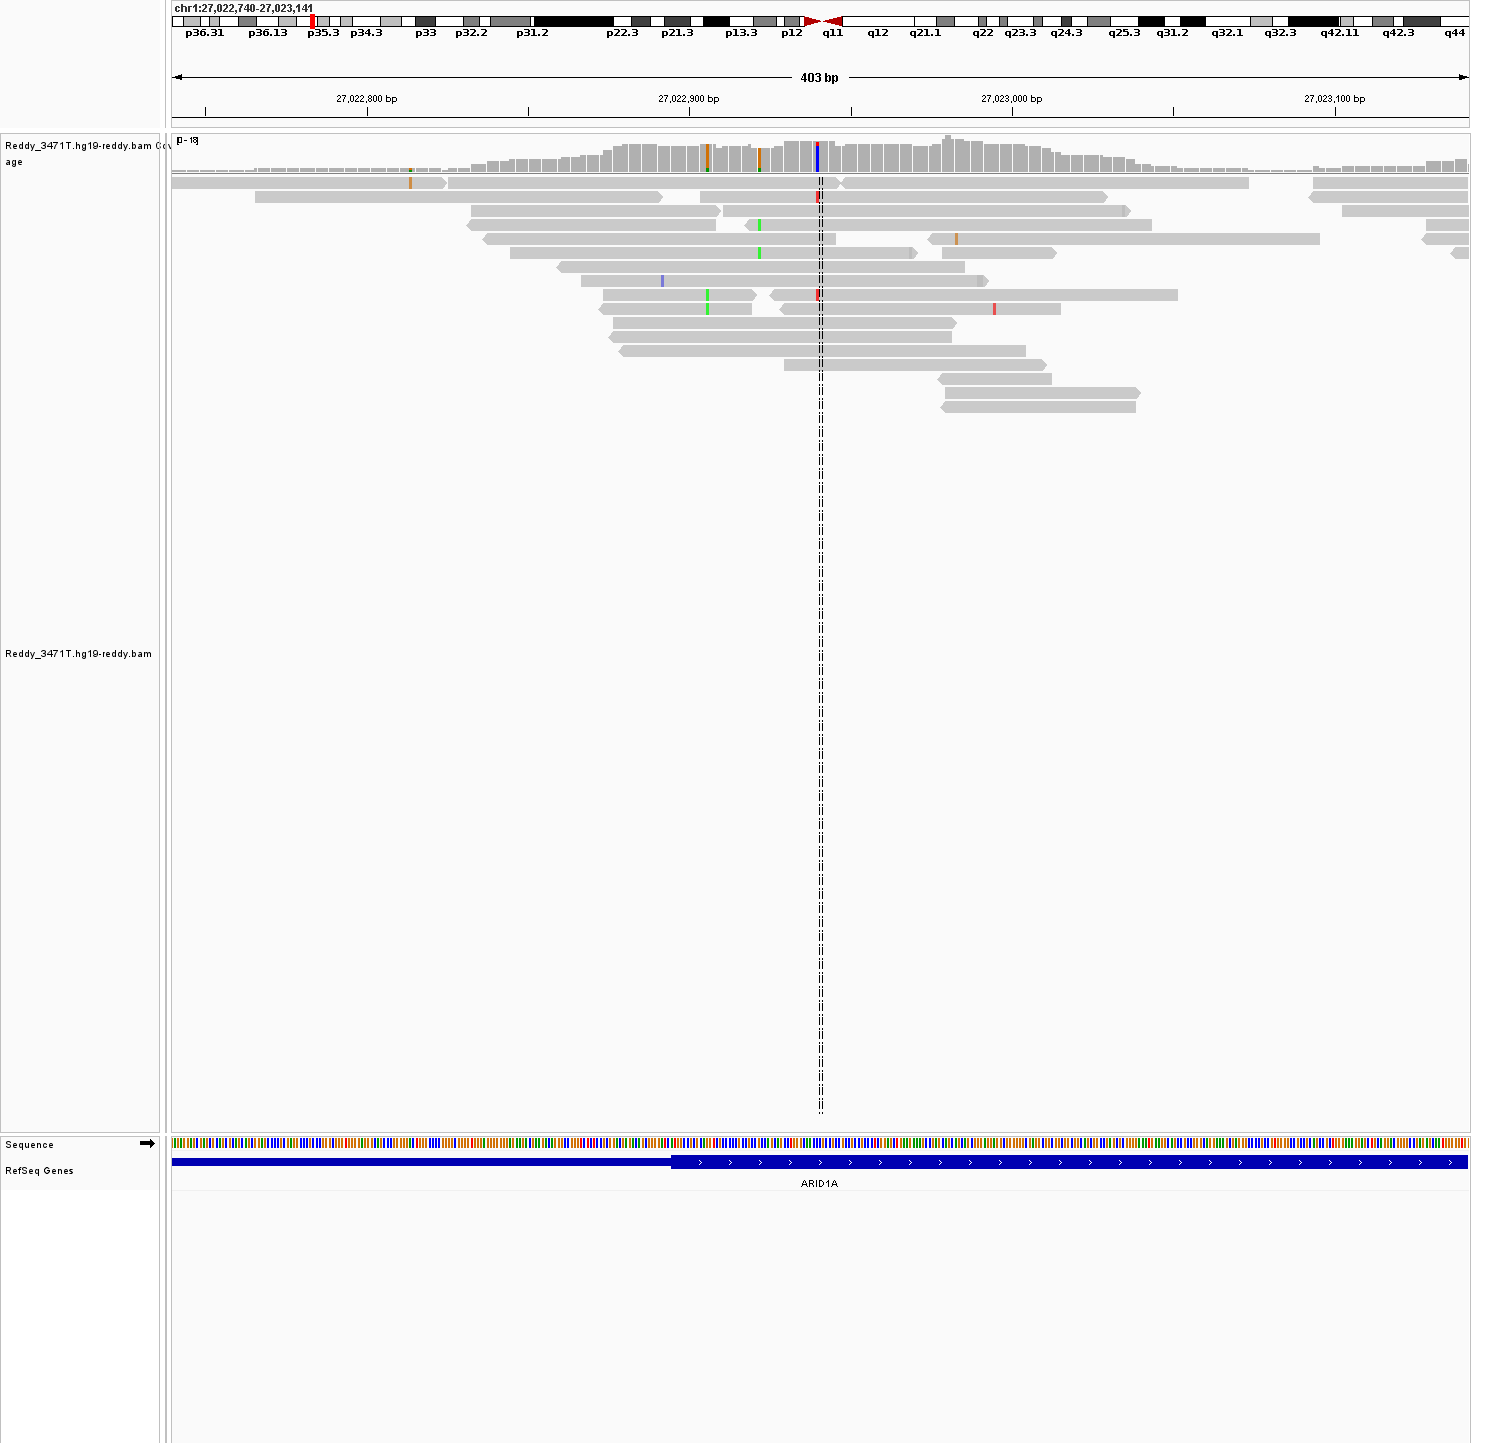 chr1:27,022,740-27,023,141
p36.31 p36.13 p35.3 p34.3 p33 p32.2 p31.2 p22.3 p21.3 p13.3 p12 q11 q12 q21.1 q22 q23.3 q24.3 q25.3 q31.2 q32.1 q32.3 q42.11 q42.3 q44
403 bp
27,022,800 bp 27,022,900 bp 27,023,000 bp 27,023,100 bp
[0 - 18]
Reddy_3471T.hg19-reddy.bam Cov
age
Reddy_3471T.hg19-reddy.bam
Sequence
RefSeq Genes
ARID1A